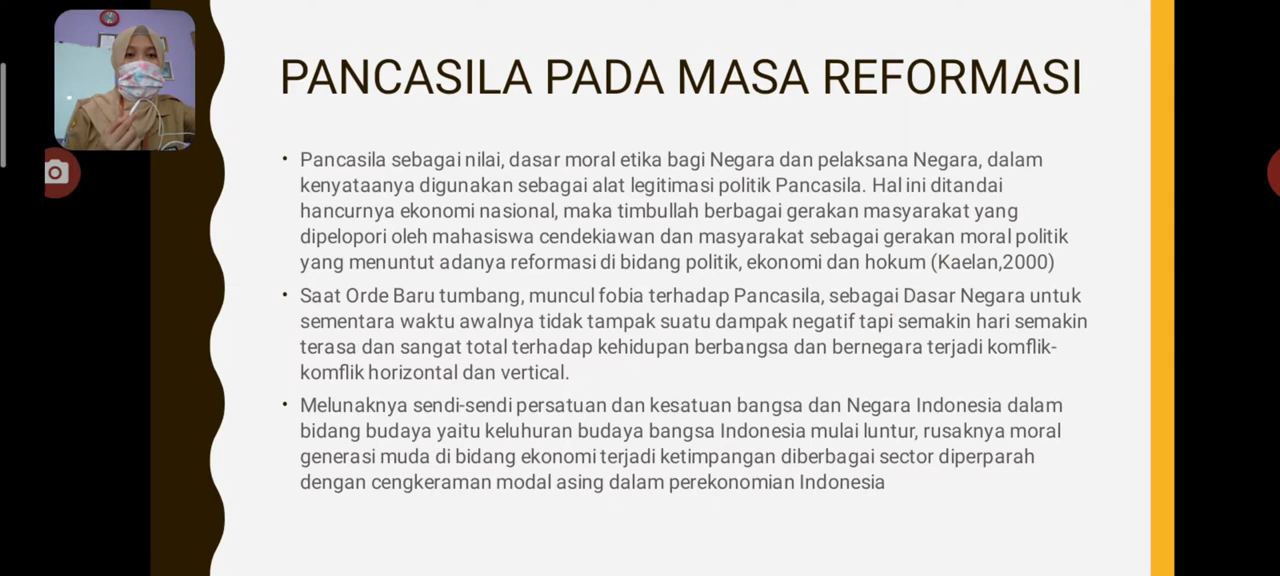 PANCASILA PADA MASA REFORMASI
• Pancasila sebagai nilai, dasar moral etika bagi Negara dan pelaksana Negara, dalam
kenyataanya digunakan sebagai alat legitimasi politik Pancasila. Hal ini ditandai
hancurnya ekonomi nasional, maka timbullah berbagai gerakan masyarakat yang
dipelopori oleh mahasiswa cendekiawan dan masyarakat sebagai gerakan moral politik
yang menuntut adanya reformasi di bidang politik, ekonomi dan hokum (Kaelan,2000)
• Saat Orde Baru tumbang, muncul fobia terhadap Pancasila, sebagai Dasar Negara untuk
sementara waktu awalnya tidak tampak suatu dampak negatif tapi semakin hari semakin
terasa dan sangat total terhadap kehidupan berbangsa dan bernegara terjadi komflik-
komflik horizontal dan vertical.
• Melunaknya sendi-sendi persatuan dan kesatuan bangsa dan Negara Indonesia dalam
bidang budaya yaitu keluhuran budaya bangsa Indonesia mulai luntur, rusaknya moral
generasi muda di bidang ekonomi terjadi ketimpangan diberbagai sector diperparah
dengan cengkeraman modal asing dalam perekonomian Indonesia